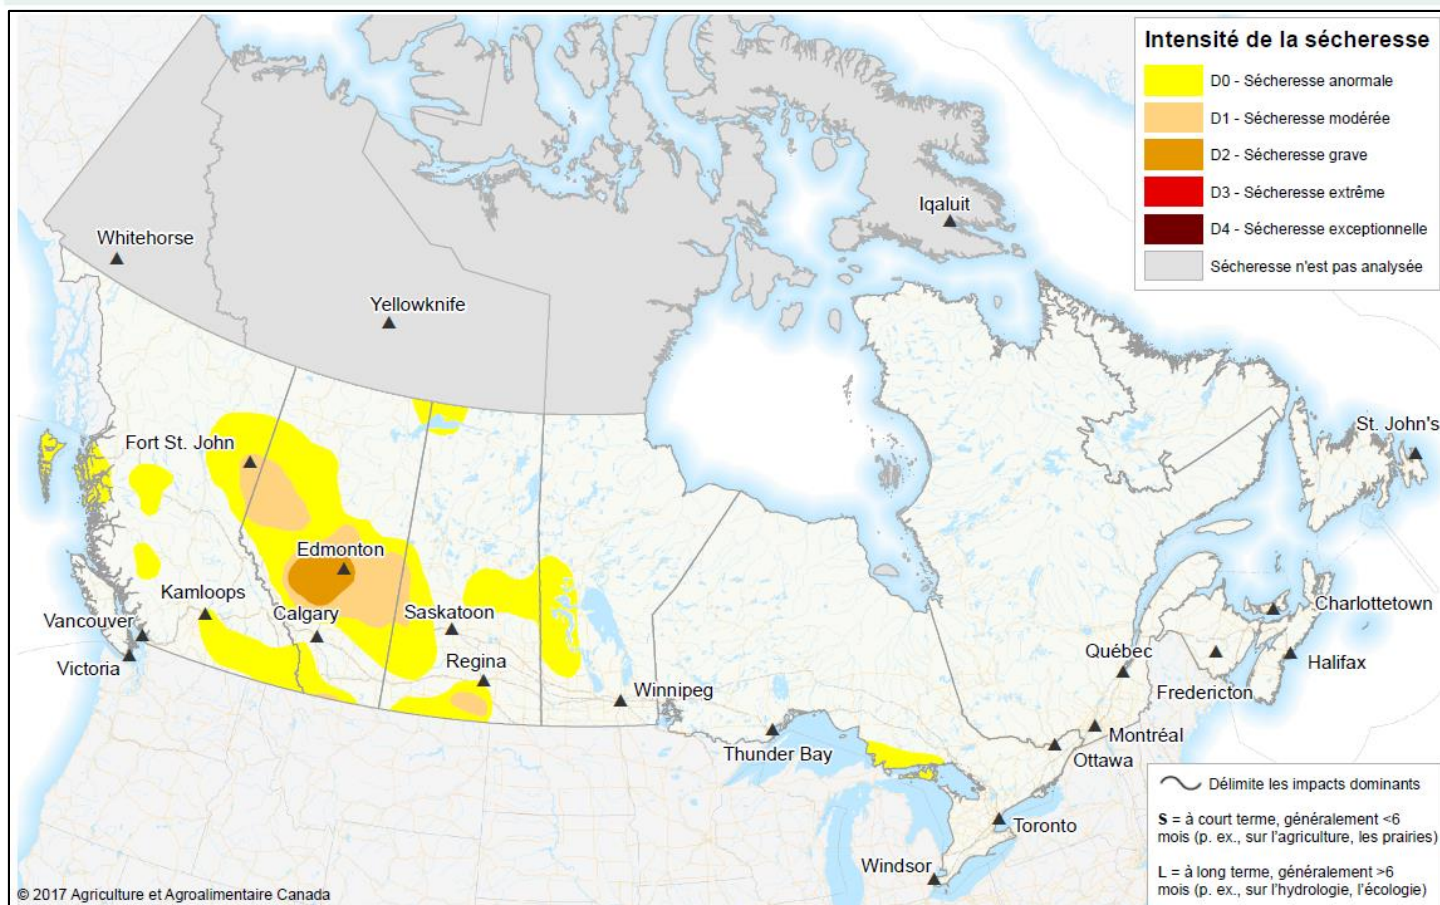 Intensité de la sécheresse
D0 - Sécheresse anormale
D1 - Sécheresse modérée
D2 - Sécheresse grave
D3 - Sécheresse extrême
D4 - Sécheresse exceptionnelle
Sécheresse n'est pas analysée
Iqaluit
Whitehorse
Yellowknife
St. John's
Fort St. John
Edmonton
Kamloops
Calgary
Saskatoon
Vancouver
Charlottetown
Victoria
Regina
Québec
Halifax
Winnipeg
Fredericton
Montréal
Thunder Bay
Ottawa
Toronto
Windsor
Délimite les impacts dominants
S = à court terme, généralement <6
mois (p. ex., sur l'agriculture, les prairies)
L = à long terme, généralement >6
mois (p. ex., sur l'hydrologie, l'écologie)
© 2017 Agriculture et Agroalimentaire Canada